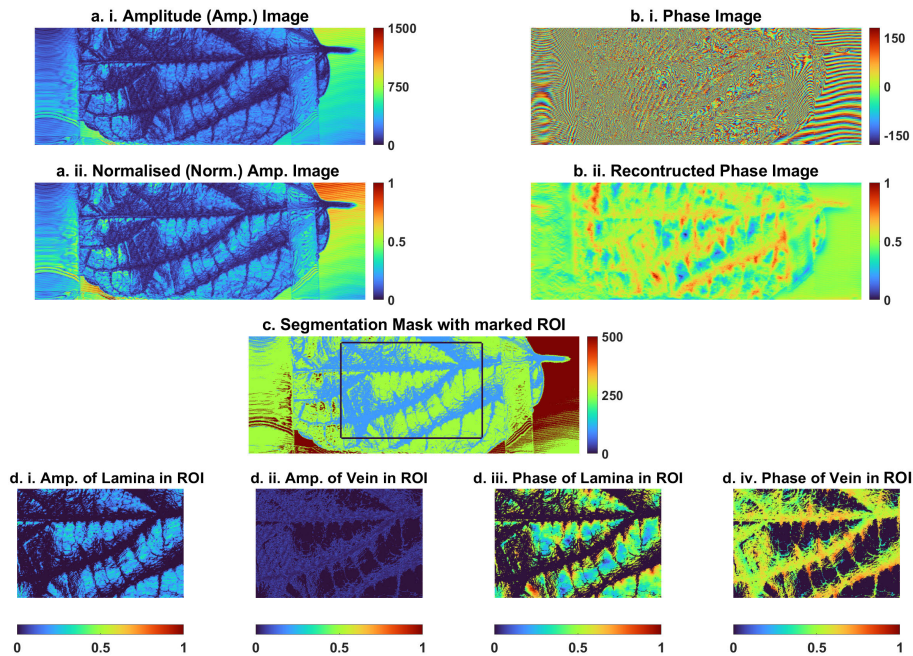 a. i. Amplitude (Amp.) Image
1500
750
0
b. i. Phase Image
150
0
-150
a. ii. Normalised (Norm.) Amp. Image
1
0.5
0
b. ii. Recontructed Phase Image
1
0.5
0
c. Segmentation Mask with marked ROI
500
250
0
d. i. Amp. of Lamina in ROI
d. ii. Amp. of Vein in ROI
d. iii. Phase of Lamina in ROI
d. iv. Phase of Vein in ROI
0 0.5 1
0 0.5 1
0 0.5 1
0 0.5 1